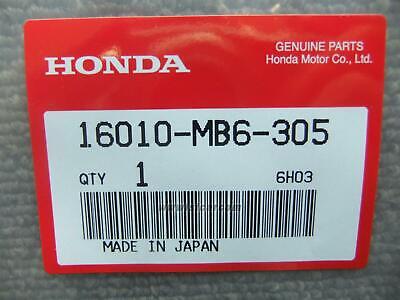 GENUINE PARTS
HONDA
Honda Motor Co., Ltd.
16010-MB6-305
QTY 1
6H03
MADE IN JAPAN